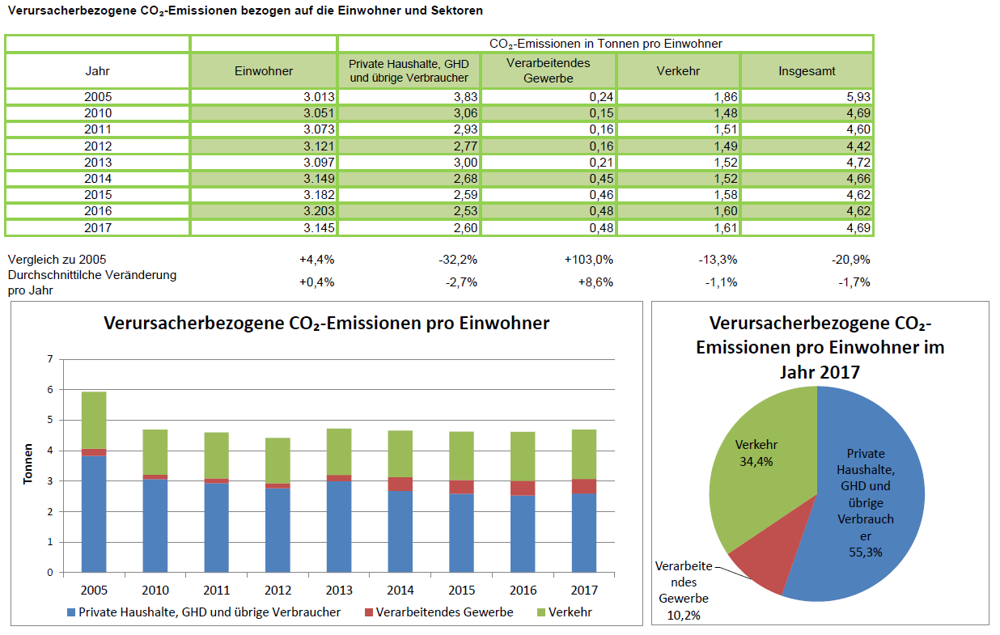 Verursacherbezogene CO₂-Emissionen bezogen auf die Einwohner und Sektoren
CO₂-Emissionen in Tonnen pro Einwohner
Jahr Einwohner Private Haushalte, GHD und übrige Verbraucher Verarbeitendes Gewerbe Verkehr Insgesamt
2005 3.013 3,83 0,24 1,86 5,93
2010 3.051 3,06 0,15 1,48 4,69
2011 3.073 2,93 0,16 1,51 4,60
2012 3.121 2,77 0,16 1,49 4,42
2013 3.097 3,00 0,21 1,52 4,72
2014 3.149 2,68 0,45 1,52 4,66
2015 3.182 2,59 0,46 1,58 4,62
2016 3.203 2,53 0,48 1,60 4,62
2017 3.145 2,60 0,48 1,61 4,69
Vergleich zu 2005 +4,4% -32,2% +103,0% -13,3% -20,9%
Durchschnittilche Veränderung
pro Jahr +0,4% -2,7% +8,6% -1,1% -1,7%
Verursacherbezogene CO₂-Emissionen pro Einwohner
7
6
5
4
3
2
1
0
Tonnen
2005 2010 2011 2012 2013 2014 2015 2016 2017
Private Haushalte, GHD und übrige Verbraucher Verarbeitendes Gewerbe Verkehr
Verursacherbezogene CO₂-
Emissionen pro Einwohner im
Jahr 2017
Verkehr
34,4%
Private
Haushalte,
GHD und
übrige
Verbrauch
er
55,3%
Verarbeite
ndes
Gewerbe
10,2%